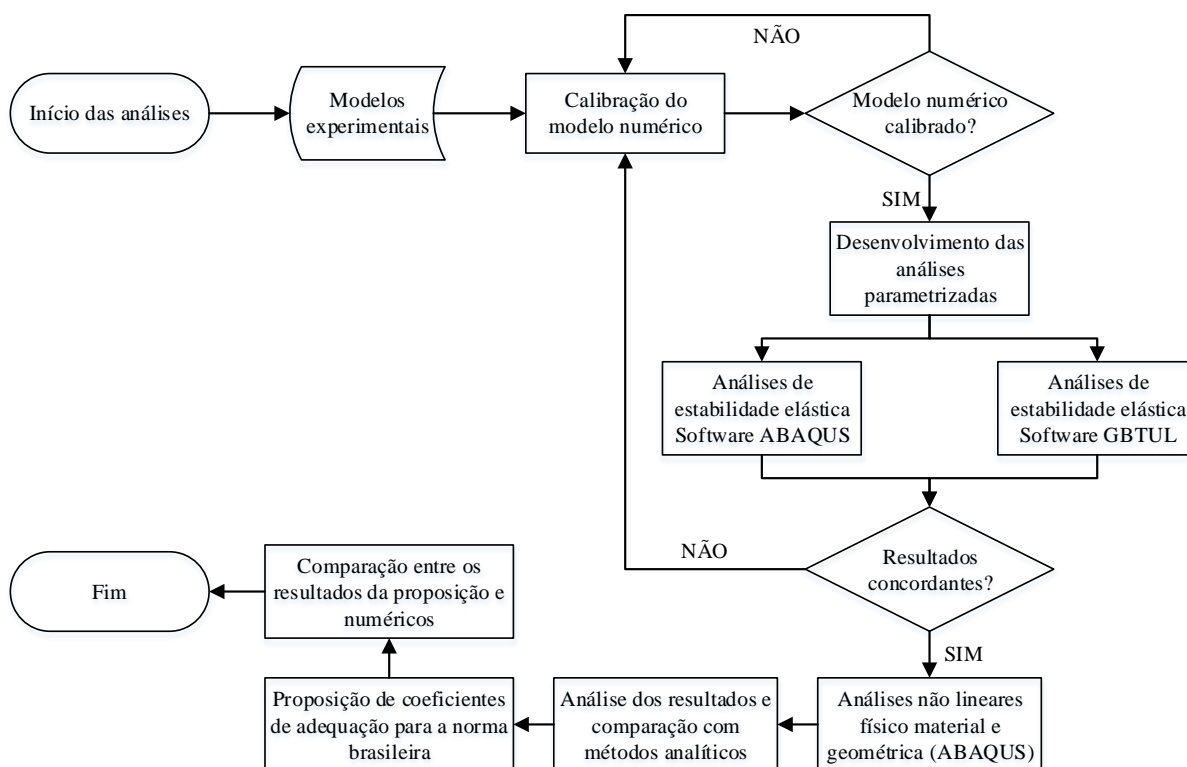 NÃO
Início das análises
Modelos
experimentais
Calibração do
modelo numérico
Modelo numérico
calibrado?
SIM
Desenvolvimento das
análises
parametrizadas
Análises de
estabilidade elástica
Software ABAQUS
Análises de
estabilidade elástica
Software GBTUL
NÃO
Resultados
concordantes?
Comparação entre os
resultados da proposição e
numéricos
Fim
SIM
Proposição de coeficientes
de adequação para a norma
brasileira
Análise dos resultados e
comparação com
métodos analíticos
Análises não lineares
físico material e
geométrica (ABAQUS)